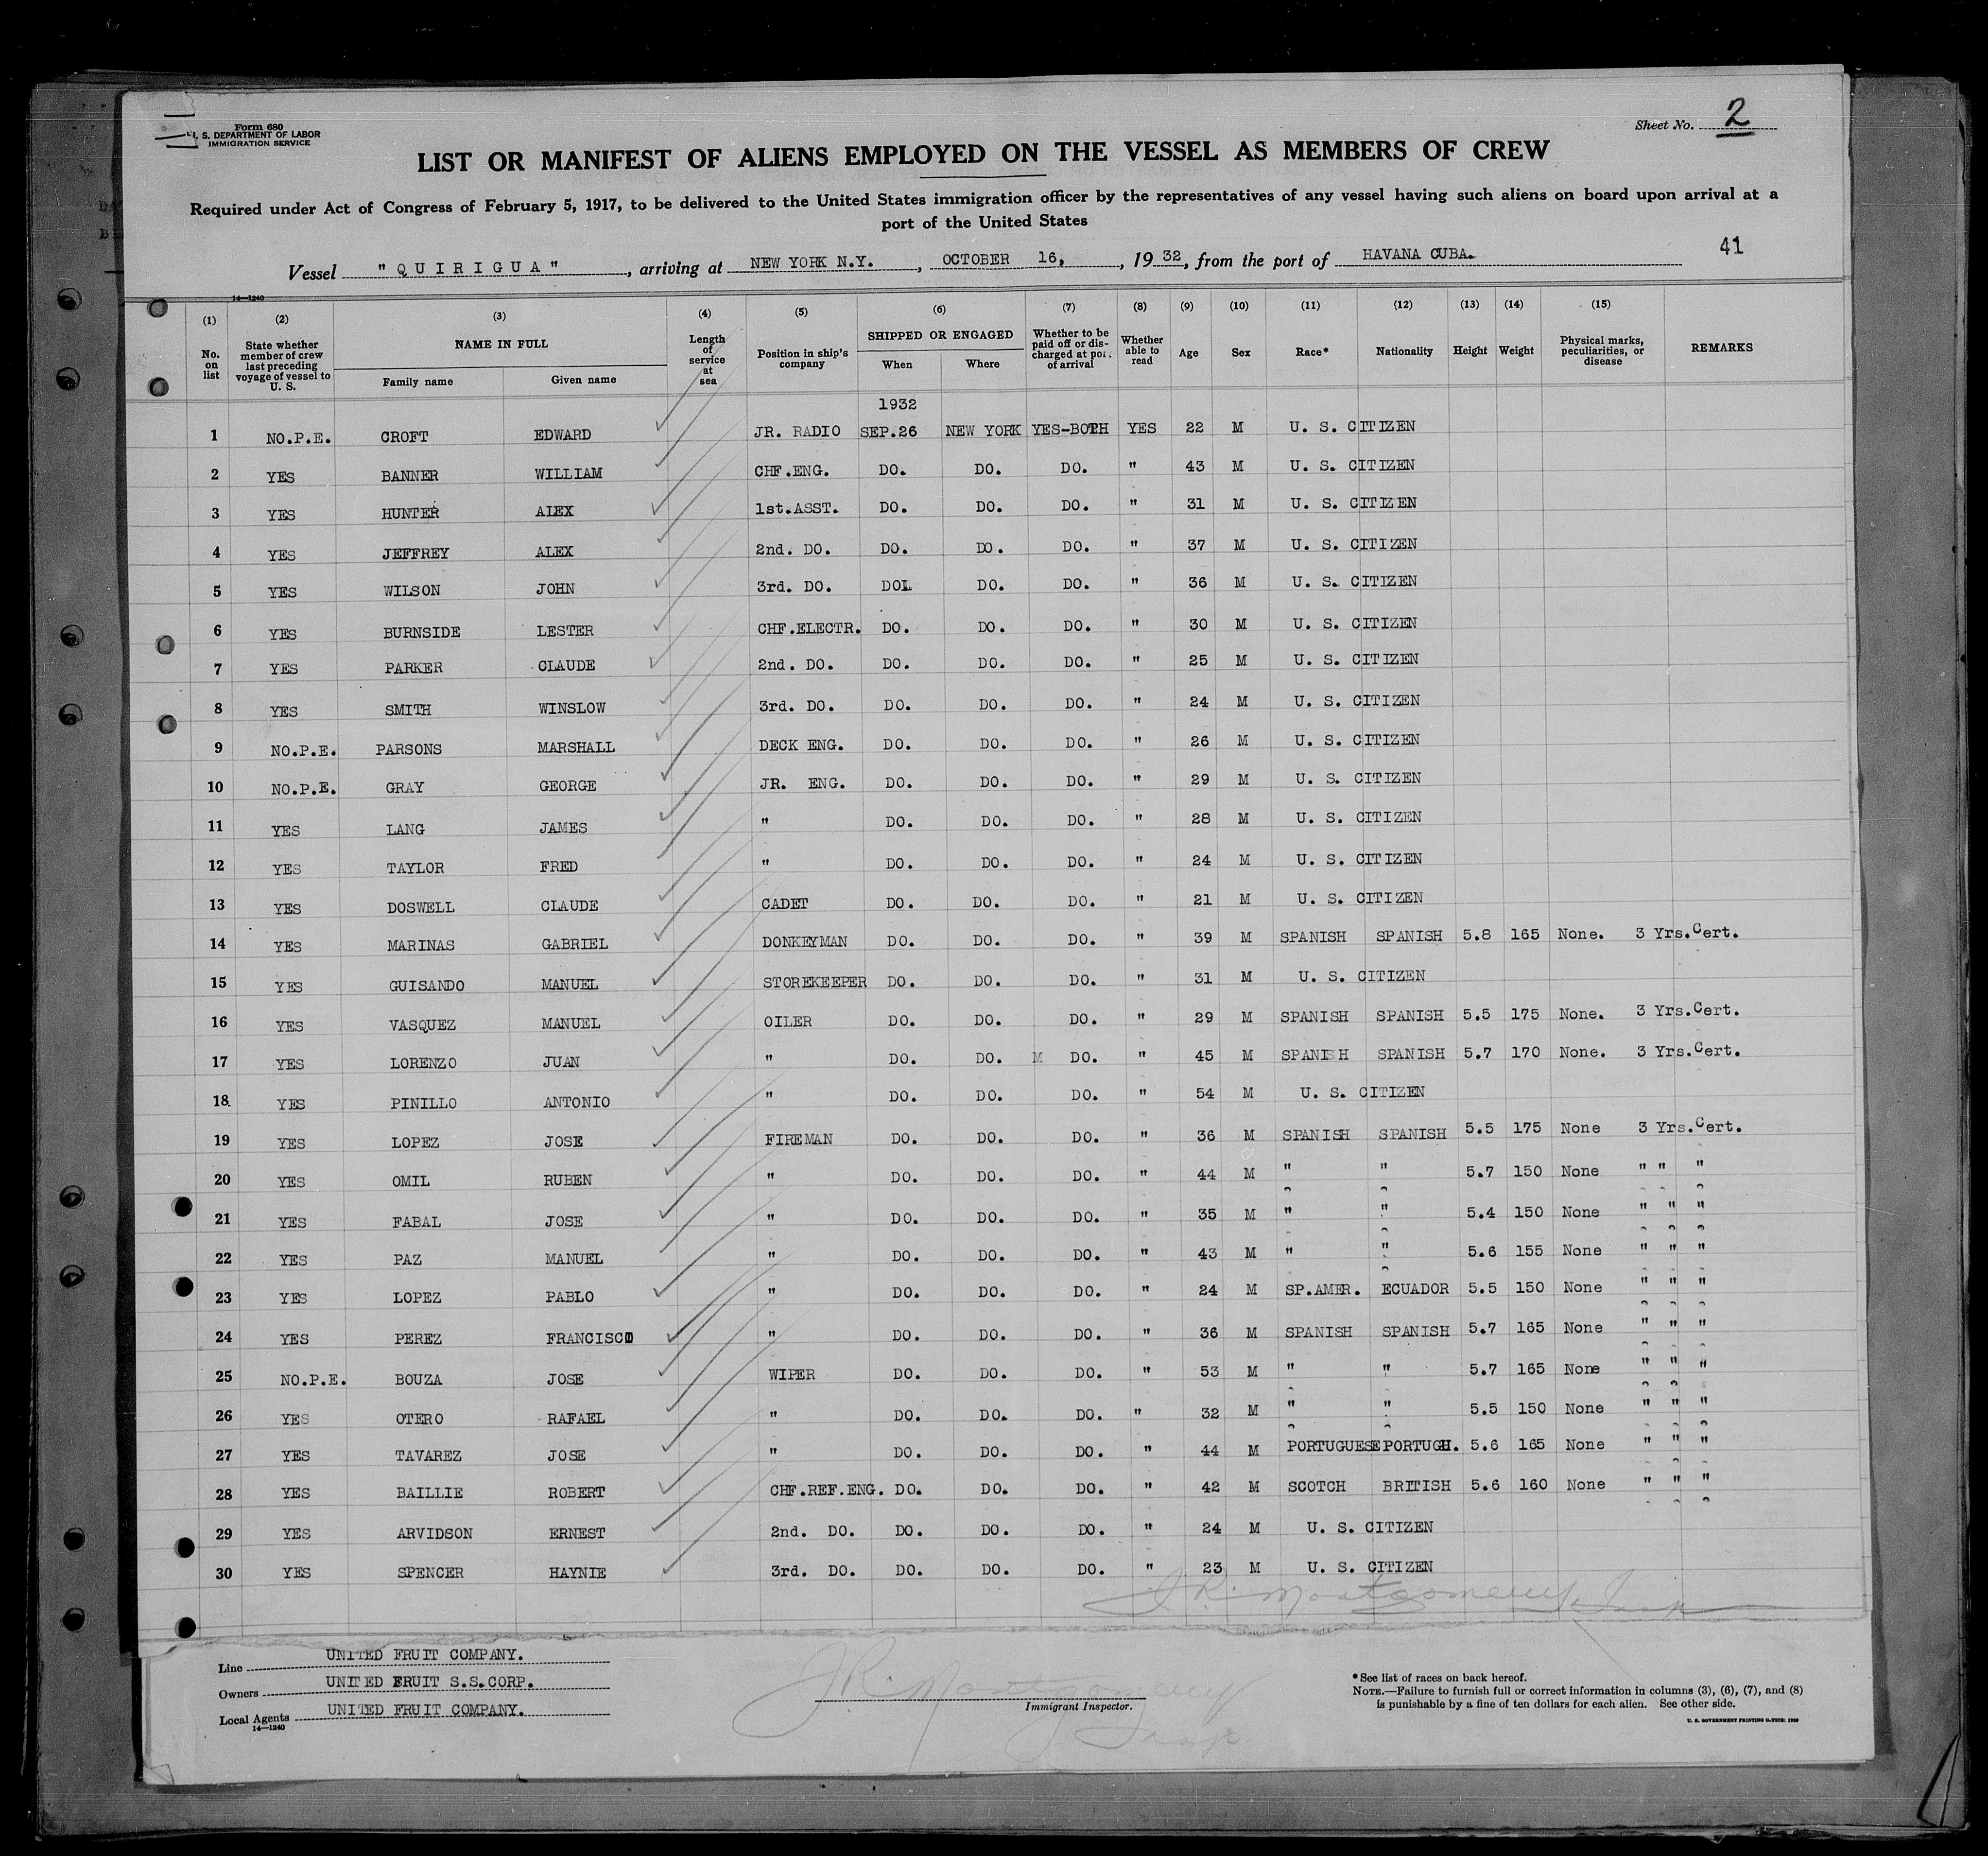 Form 680
U. S. DEPARTMENT OF LABOR
IMMIGRATION SERVICE
Sheet No. 2
LIST OR MANIFEST OF ALIENS EMPLOYED ON THE VESSEL AS MEMBERS OF CREW
Required under Act of Congress of February 5, 1917, to be delivered to the United States immigration officer by the representatives of any vessel having such aliens on board upon arrival at a
port of the United States
41
Vessel "QUIRIGUA", arriving at NEW YORK N.Y., OCTOBER 16, 1932, from the port of HAVANA CUBA.
14—1240
(1) No. on list (2) State whether member of crew last preceding voyage of vessel to U. S. (3) NAME IN FULL Family name Given name (4) Length of service at sea (5) Position in ship's company (6) SHIPPED OR ENGAGED When Where (7) Whether to be paid off or discharged at port of arrival (8) Whether able to read (9) Age (10) Sex (11) Race* (12) Nationality (13) Height (14) Weight (15) Physical marks, peculiarities, or disease REMARKS
1932
1 NO.P.E. CROFT EDWARD JR. RADIO SEP.26 NEW YORK YES-BOTH YES 22 M U. S. CITIZEN
2 YES BANNER WILLIAM CHF.ENG. DO. DO. DO. " 43 M U. S. CITIZEN
3 YES HUNTER ALEX 1st.ASST. DO. DO. DO. " 31 M U. S. CITIZEN
4 YES JEFFREY ALEX 2nd. DO. DO. DO. DO. " 37 M U. S. CITIZEN
5 YES WILSON JOHN 3rd. DO. DO. DO. DO. " 36 M U. S. CITIZEN
6 YES BURNSIDE LESTER CHF.ELECTR. DO. DO. DO. " 30 M U. S. CITIZEN
7 YES PARKER CLAUDE 2nd. DO. DO. DO. DO. " 25 M U. S. CITIZEN
8 YES SMITH WINSLOW 3rd. DO. DO. DO. DO. " 24 M U. S. CITIZEN
9 NO.P.E. PARSONS MARSHALL DECK ENG. DO. DO. DO. " 26 M U. S. CITIZEN
10 NO.P.E. GRAY GEORGE JR. ENG. DO. DO. DO. " 29 M U. S. CITIZEN
11 YES LANG JAMES " DO. DO. DO. " 28 M U. S. CITIZEN
12 YES TAYLOR FRED " DO. DO. DO. " 24 M U. S. CITIZEN
13 YES DOSWELL CLAUDE CADET DO. DO. DO. " 21 M U. S. CITIZEN
14 YES MARINAS GABRIEL DONKEYMAN DO. DO. DO. " 39 M SPANISH SPANISH 5.8 165 None. 3 Yrs.Cert.
15 YES GUISANDO MANUEL STOREKEEPER DO. DO. DO. " 31 M U. S. CITIZEN
16 YES VASQUEZ MANUEL OILER DO. DO. DO. " 29 M SPANISH SPANISH 5.5 175 None. 3 Yrs.Cert.
17 YES LORENZO JUAN " DO. DO. M DO. " 45 M SPANISH SPANISH 5.7 170 None. 3 Yrs.Cert.
18 YES PINILLO ANTONIO " DO. DO. DO. " 54 M U. S. CITIZEN
19 YES LOPEZ JOSE FIREMAN DO. DO. DO. " 36 M SPANISH SPANISH 5.5 175 None 3 Yrs.Cert.
20 YES OMIL RUBEN " DO. DO. DO. " 44 M " " 5.7 150 None " " "
21 YES FABAL JOSE " DO. DO. DO. " 35 M " " 5.4 150 None " " "
22 YES PAZ MANUEL " DO. DO. DO. " 43 M " " 5.6 155 None " " "
23 YES LOPEZ PABLO " DO. DO. DO. " 24 M SP.AMER. ECUADOR 5.5 150 None " " "
24 YES PEREZ FRANCISCO " DO. DO. DO. " 36 M SPANISH SPANISH 5.7 165 None " " "
25 NO.P.E. BOUZA JOSE WIPER DO. DO. DO. " 53 M " " 5.7 165 None " " "
26 YES OTERO RAFAEL " DO. DO. DO. " 32 M " " 5.5 150 None " " "
27 YES TAVAREZ JOSE " DO. DO. DO. " 44 M PORTUGUESE PORTUGH. 5.6 165 None " " "
28 YES BAILLIE ROBERT CHF.REF.ENG. DO. DO. DO. " 42 M SCOTCH BRITISH 5.6 160 None " " "
29 YES ARVIDSON ERNEST 2nd. DO. DO. DO. DO. " 24 M U. S. CITIZEN
30 YES SPENCER HAYNIE 3rd. DO. DO. DO. DO. " 23 M U. S. CITIZEN
J.R. Montgomery, Insp
Line UNITED FRUIT COMPANY.
Owners UNITED FRUIT S.S.CORP.
Local Agents UNITED FRUIT COMPANY.
14—1240
J.R. Montgomery
Insp
Immigrant Inspector.
*See list of races on back hereof.
NOTE.—Failure to furnish full or correct information in columns (3), (6), (7), and (8)
is punishable by a fine of ten dollars for each alien. See other side.